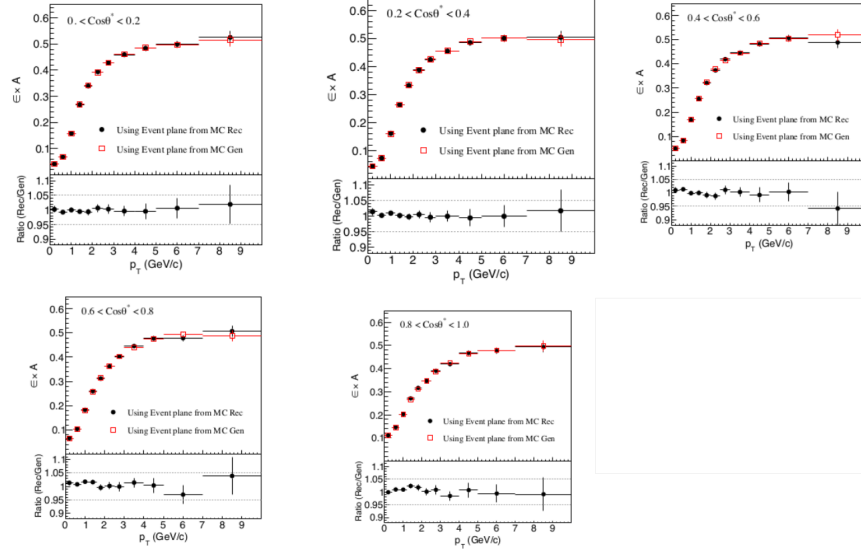 0. < Cosθ* < 0.2
0.6
0.5
0.4
0.3
0.2
0.1
∈ × A
Using Event plane from MC Rec
Using Event plane from MC Gen
1.1
1.05
1
0.95
0.9
Ratio (Rec/Gen)
0 1 2 3 4 5 6 7 8 9
p_T (GeV/c)
0.2 < Cosθ* < 0.4
0.6
0.5
0.4
0.3
0.2
0.1
∈ × A
Using Event plane from MC Rec
Using Event plane from MC Gen
1.1
1.05
1
0.95
0.9
Ratio (Rec/Gen)
0 1 2 3 4 5 6 7 8 9
p_T (GeV/c)
0.4 < Cosθ* < 0.6
0.6
0.5
0.4
0.3
0.2
0.1
∈ × A
Using Event plane from MC Rec
Using Event plane from MC Gen
1.1
1.05
1
0.95
0.9
Ratio (Rec/Gen)
0 1 2 3 4 5 6 7 8 9
p_T (GeV/c)
0.6 < Cosθ* < 0.8
0.6
0.5
0.4
0.3
0.2
0.1
∈ × A
Using Event plane from MC Rec
Using Event plane from MC Gen
1.1
1.05
1
0.95
0.9
Ratio (Rec/Gen)
0 1 2 3 4 5 6 7 8 9
p_T (GeV/c)
0.8 < Cosθ* < 1.0
0.6
0.5
0.4
0.3
0.2
0.1
∈ × A
Using Event plane from MC Rec
Using Event plane from MC Gen
1.1
1.05
1
0.95
0.9
Ratio (Rec/Gen)
0 1 2 3 4 5 6 7 8 9
p_T (GeV/c)